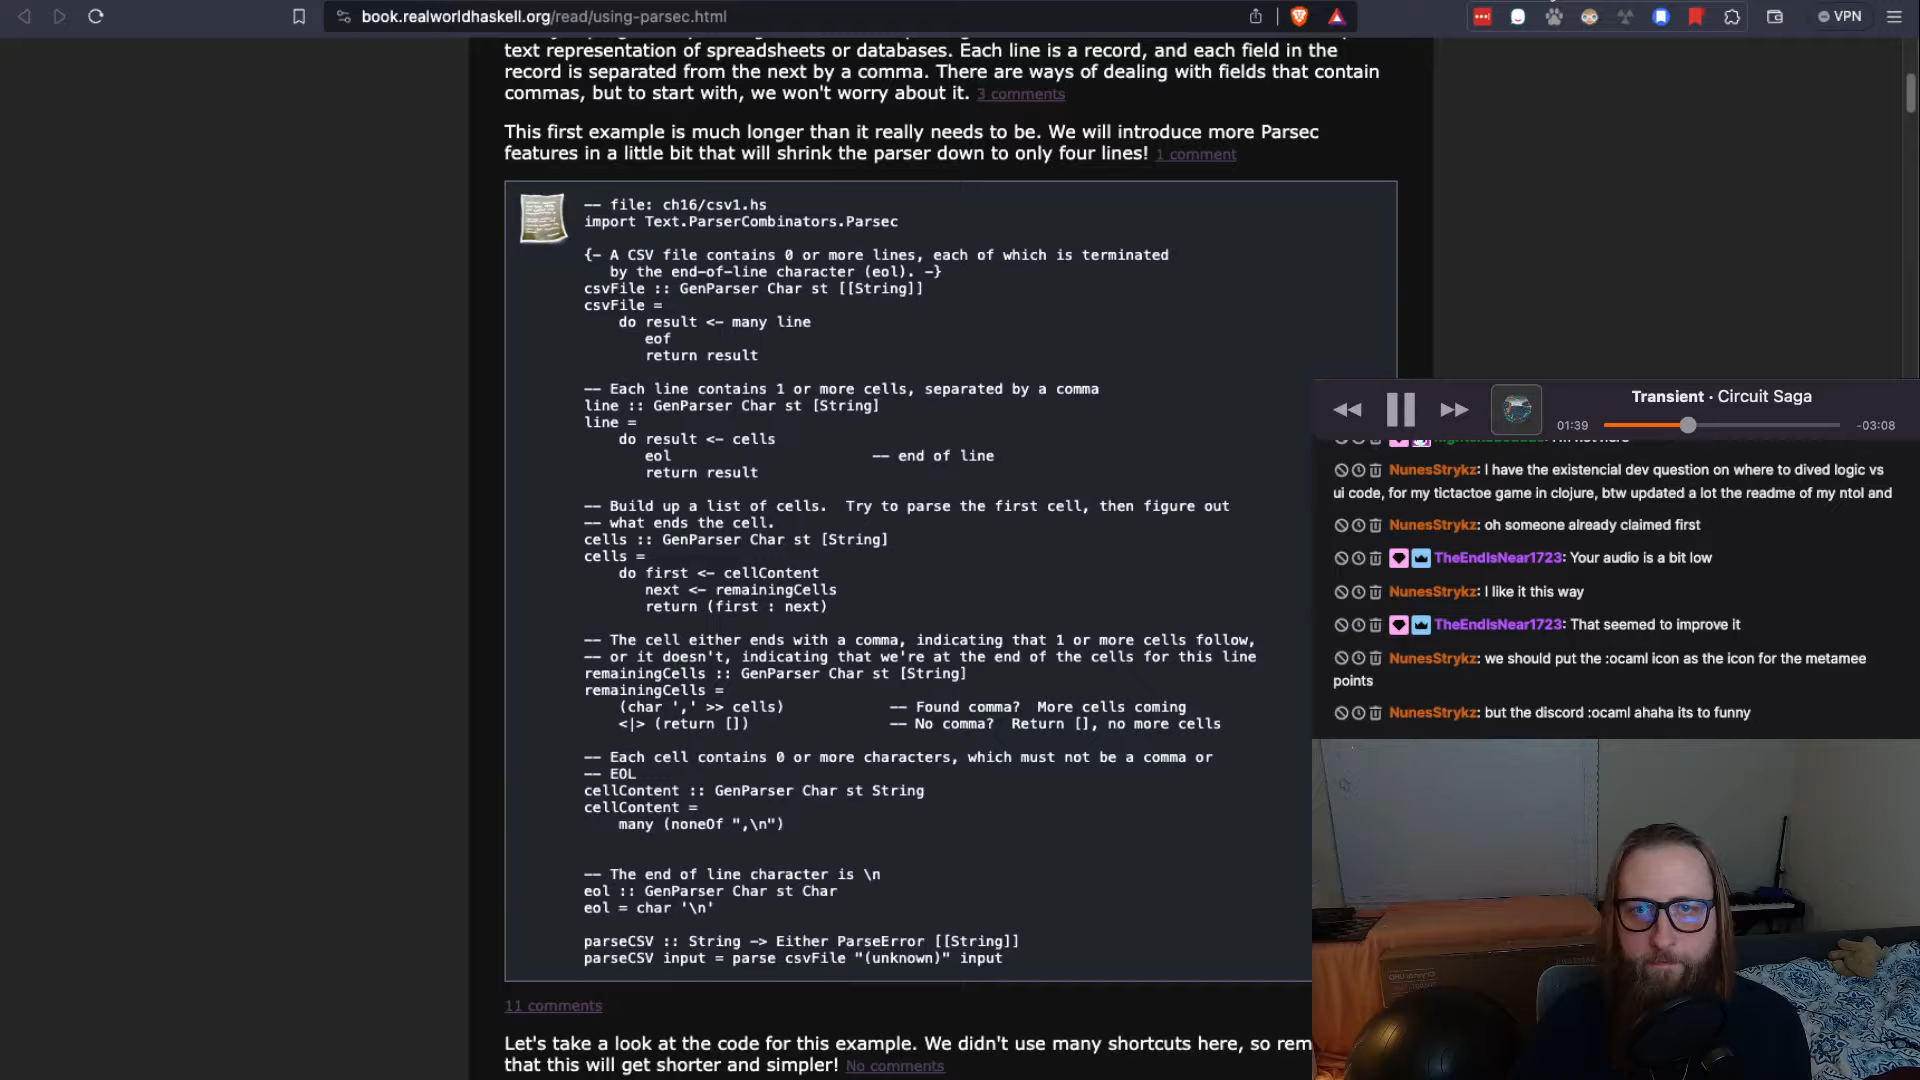 book.realworldhaskell.org/read/using-parsec.html
VPN
text representation of spreadsheets or databases. Each line is a record, and each field in the
record is separated from the next by a comma. There are ways of dealing with fields that contain
commas, but to start with, we won't worry about it. 3 comments
This first example is much longer than it really needs to be. We will introduce more Parsec
features in a little bit that will shrink the parser down to only four lines! 1 comment
-- file: ch16/csv1.hs
import Text.ParserCombinators.Parsec
{- A CSV file contains 0 or more lines, each of which is terminated
   by the end-of-line character (eol). -}
csvFile :: GenParser Char st [[String]]
csvFile =
    do result <- many line
       eof
       return result
-- Each line contains 1 or more cells, separated by a comma
line :: GenParser Char st [String]
line =
    do result <- cells
       eol                       -- end of line
       return result
-- Build up a list of cells.  Try to parse the first cell, then figure out
-- what ends the cell.
cells :: GenParser Char st [String]
cells =
    do first <- cellContent
       next <- remainingCells
       return (first : next)
-- The cell either ends with a comma, indicating that 1 or more cells follow,
-- or it doesn't, indicating that we're at the end of the cells for this line
remainingCells :: GenParser Char st [String]
remainingCells =
    (char ',' >> cells)            -- Found comma?  More cells coming
    <|> (return [])                -- No comma?  Return [], no more cells
-- Each cell contains 0 or more characters, which must not be a comma or
-- EOL
cellContent :: GenParser Char st String
cellContent =
    many (noneOf ",\n")
-- The end of line character is \n
eol :: GenParser Char st Char
eol = char '\n'
parseCSV :: String -> Either ParseError [[String]]
parseCSV input = parse csvFile "(unknown)" input
11 comments
Let's take a look at the code for this example. We didn't use many shortcuts here, so rem
that this will get shorter and simpler! No comments
Transient · Circuit Saga
01:39
-03:08
NunesStrykz: I have the existencial dev question on where to dived logic vs
ui code, for my tictactoe game in clojure, btw updated a lot the readme of my ntol and
NunesStrykz: oh someone already claimed first
TheEndIsNear1723: Your audio is a bit low
NunesStrykz: I like it this way
TheEndIsNear1723: That seemed to improve it
NunesStrykz: we should put the :ocaml icon as the icon for the metamee
points
NunesStrykz: but the discord :ocaml ahaha its to funny